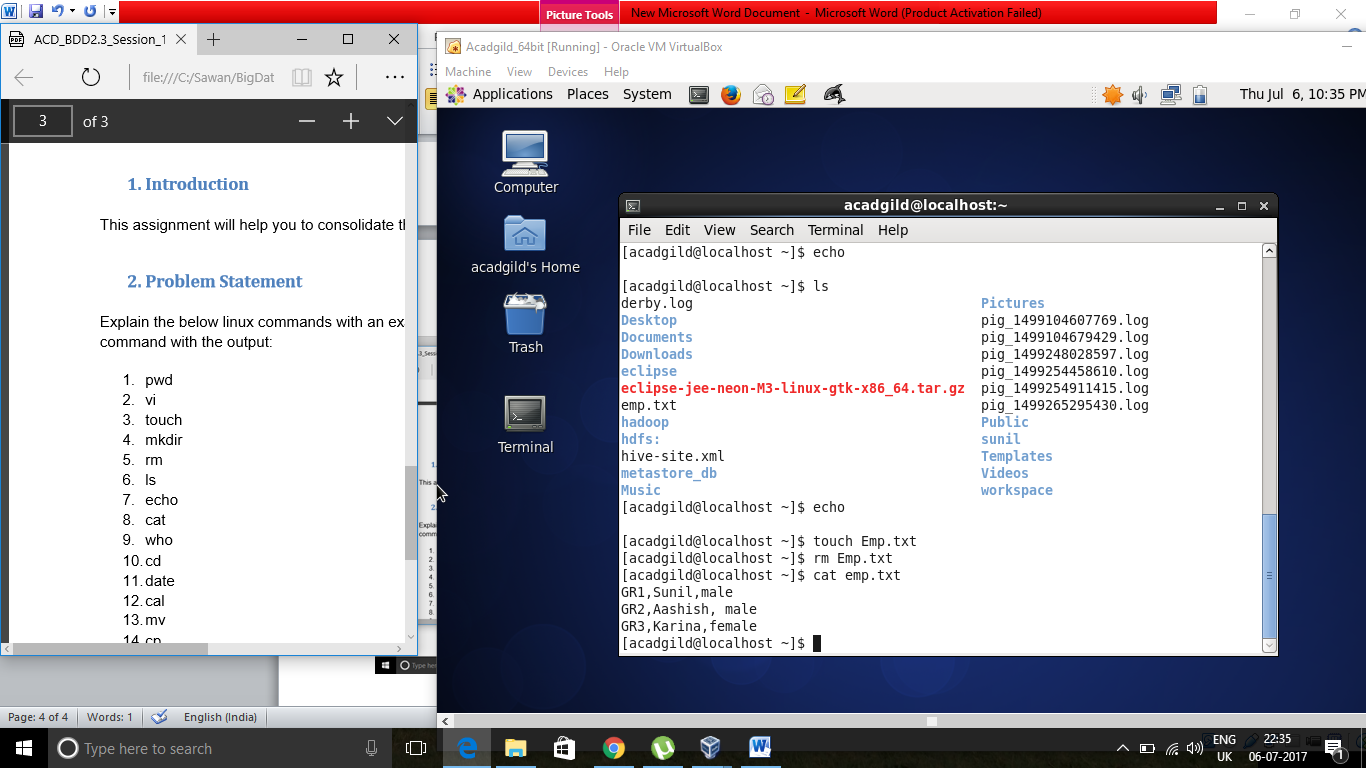 Picture Tools
New Microsoft Word Document - Microsoft Word (Product Activation Failed)
ACD_BDD2.3_Session_1
file:///C:/Sawan/BigDat
3 of 3
1. Introduction
This assignment will help you to consolidate th
2. Problem Statement
Explain the below linux commands with an ex
command with the output:
1. pwd
2. vi
3. touch
4. mkdir
5. rm
6. ls
7. echo
8. cat
9. who
10. cd
11. date
12. cal
13. mv
14. cp
Page: 4 of 4 Words: 1 English (India)
Acadgild_64bit [Running] - Oracle VM VirtualBox
Machine View Devices Help
Applications Places System Thu Jul 6, 10:35 PM
Computer
acadgild's Home
Trash
Terminal
acadgild@localhost:~
File Edit View Search Terminal Help
[acadgild@localhost ~]$ echo
[acadgild@localhost ~]$ ls
derby.log Pictures
Desktop pig_1499104607769.log
Documents pig_1499104679429.log
Downloads pig_1499248028597.log
eclipse pig_1499254458610.log
eclipse-jee-neon-M3-linux-gtk-x86_64.tar.gz pig_1499254911415.log
emp.txt pig_1499265295430.log
hadoop Public
hdfs: sunil
hive-site.xml Templates
metastore_db Videos
Music workspace
[acadgild@localhost ~]$ echo
[acadgild@localhost ~]$ touch Emp.txt
[acadgild@localhost ~]$ rm Emp.txt
[acadgild@localhost ~]$ cat emp.txt
GR1,Sunil,male
GR2,Aashish, male
GR3,Karina,female
[acadgild@localhost ~]$
Type here to search
ENG 22:35
UK 06-07-2017
1